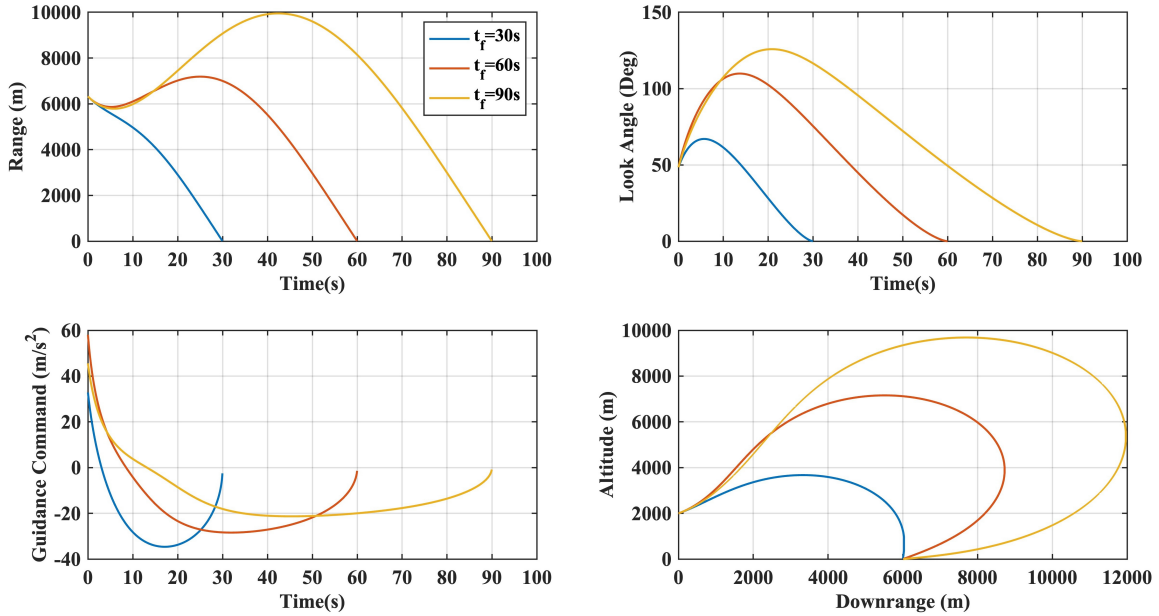 10000
8000
6000
4000
2000
0
Range (m)
0 10 20 30 40 50 60 70 80 90 100
Time(s)
t_f=30s
t_f=60s
t_f=90s
150
100
50
0
Look Angle (Deg)
0 10 20 30 40 50 60 70 80 90 100
Time(s)
60
40
20
0
-20
-40
Guidance Command (m/s²)
0 10 20 30 40 50 60 70 80 90 100
Time(s)
10000
8000
6000
4000
2000
0
Altitude (m)
0 2000 4000 6000 8000 10000 12000
Downrange (m)